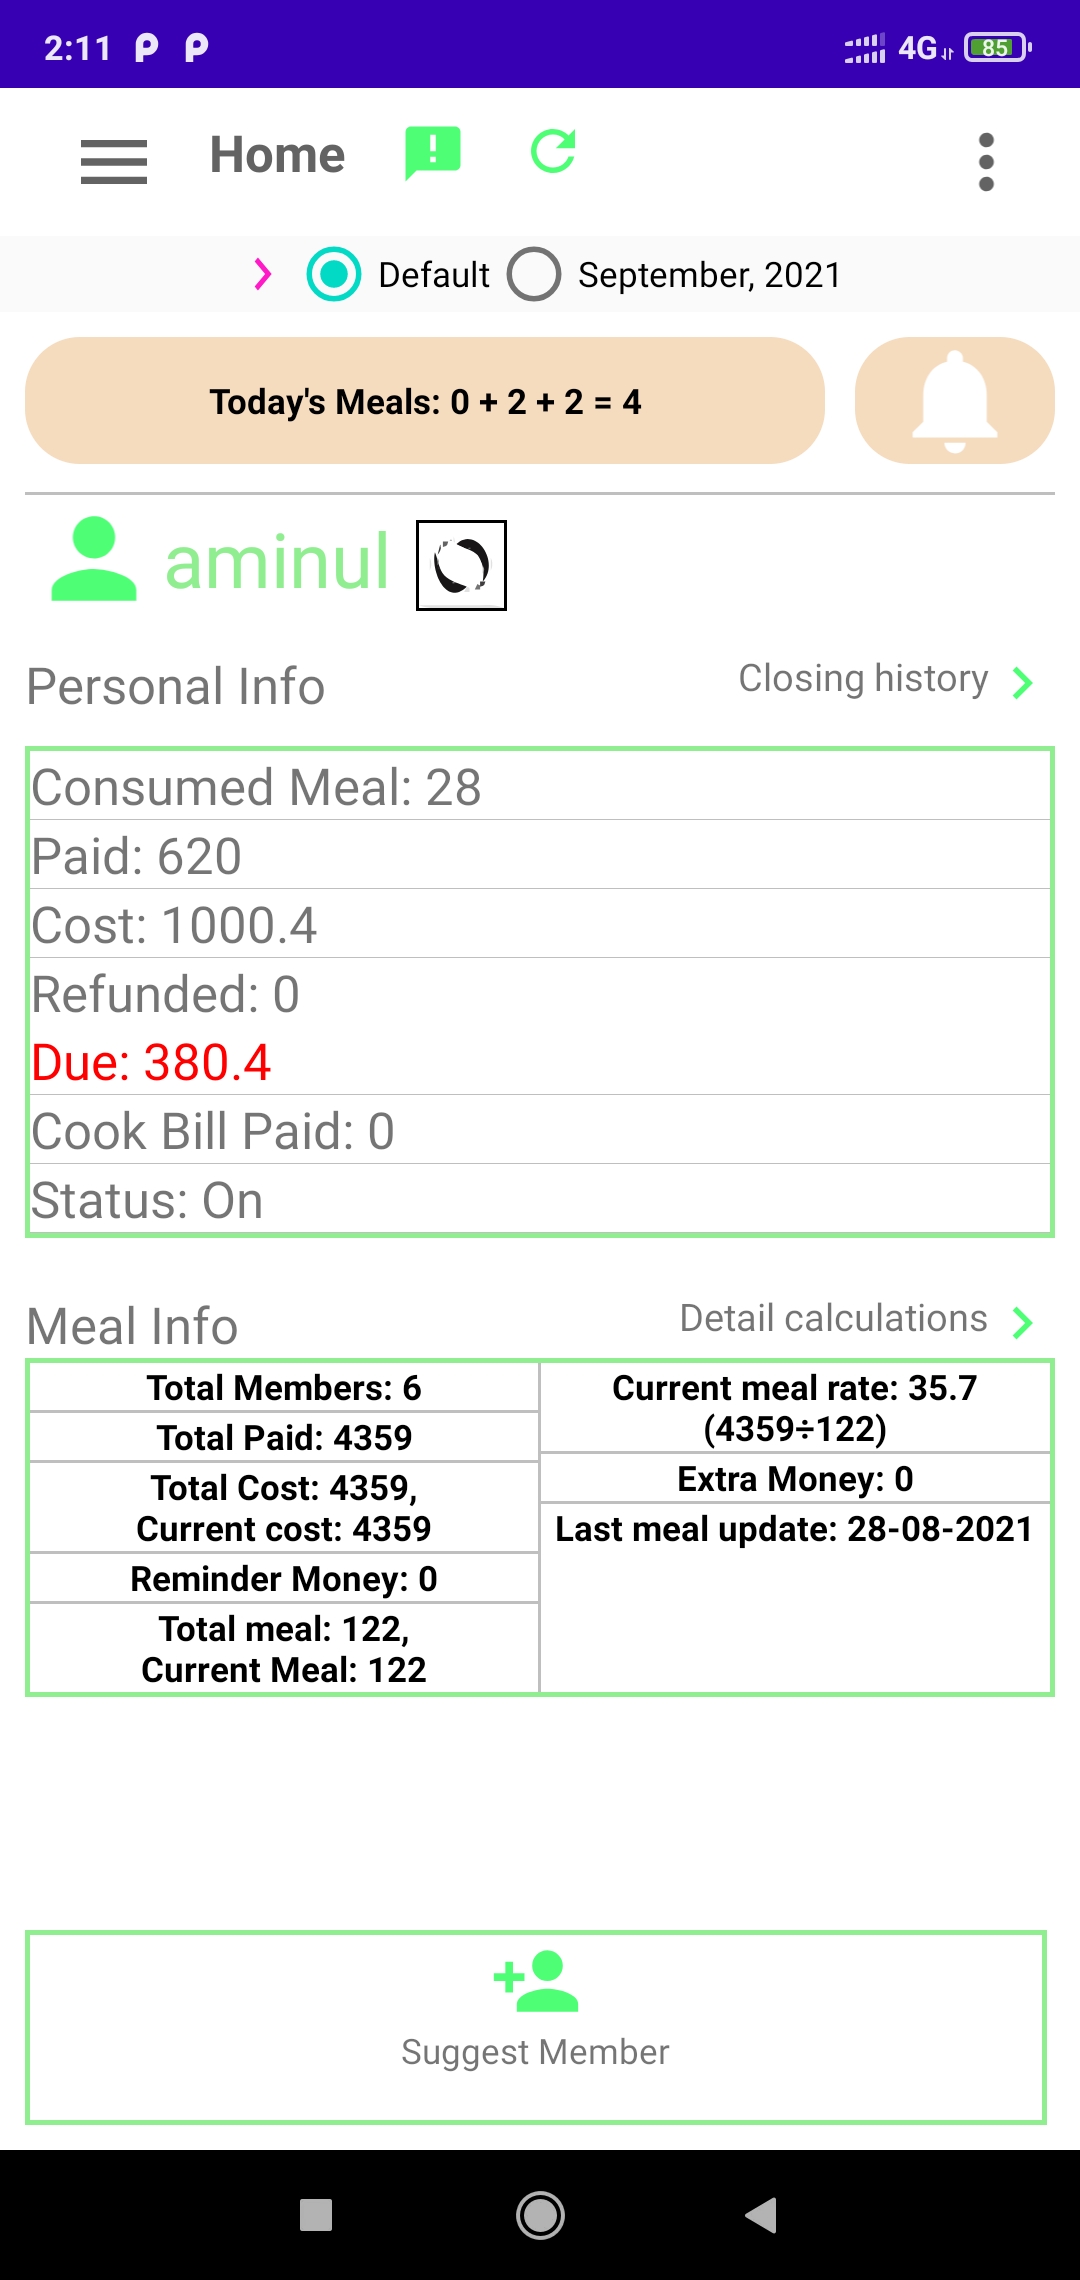 2:11
4G
85
Home
Default
September, 2021
Today's Meals: 0 + 2 + 2 = 4
aminul
Personal Info
Closing history
Consumed Meal: 28
Paid: 620
Cost: 1000.4
Refunded: 0
Due: 380.4
Cook Bill Paid: 0
Status: On
Meal Info
Detail calculations
Total Members: 6
Total Paid: 4359
Total Cost: 4359,
Current cost: 4359
Reminder Money: 0
Total meal: 122,
Current Meal: 122
Current meal rate: 35.7
(4359÷122)
Extra Money: 0
Last meal update: 28-08-2021
Suggest Member